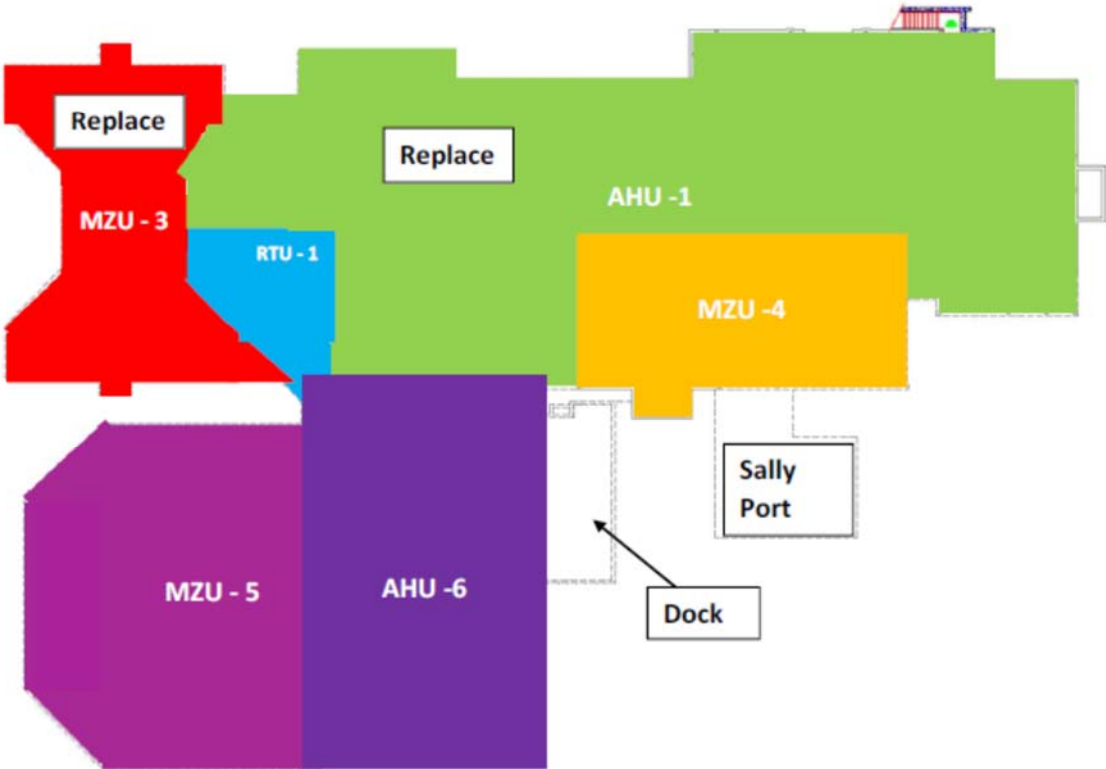 Replace
Replace
AHU -1
MZU - 3
RTU - 1
MZU -4
Sally
Port
MZU - 5
AHU -6
Dock